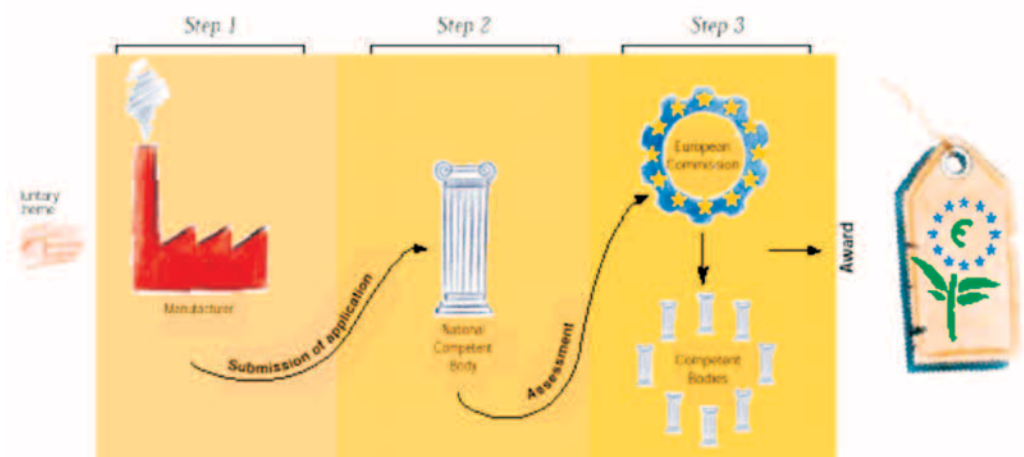 Step 1
Step 2
Step 3
European
Commission
luntary
heme
Award
Manufacturer
Submission of application
National
Competent
Body
Assessment
Competent
Bodies